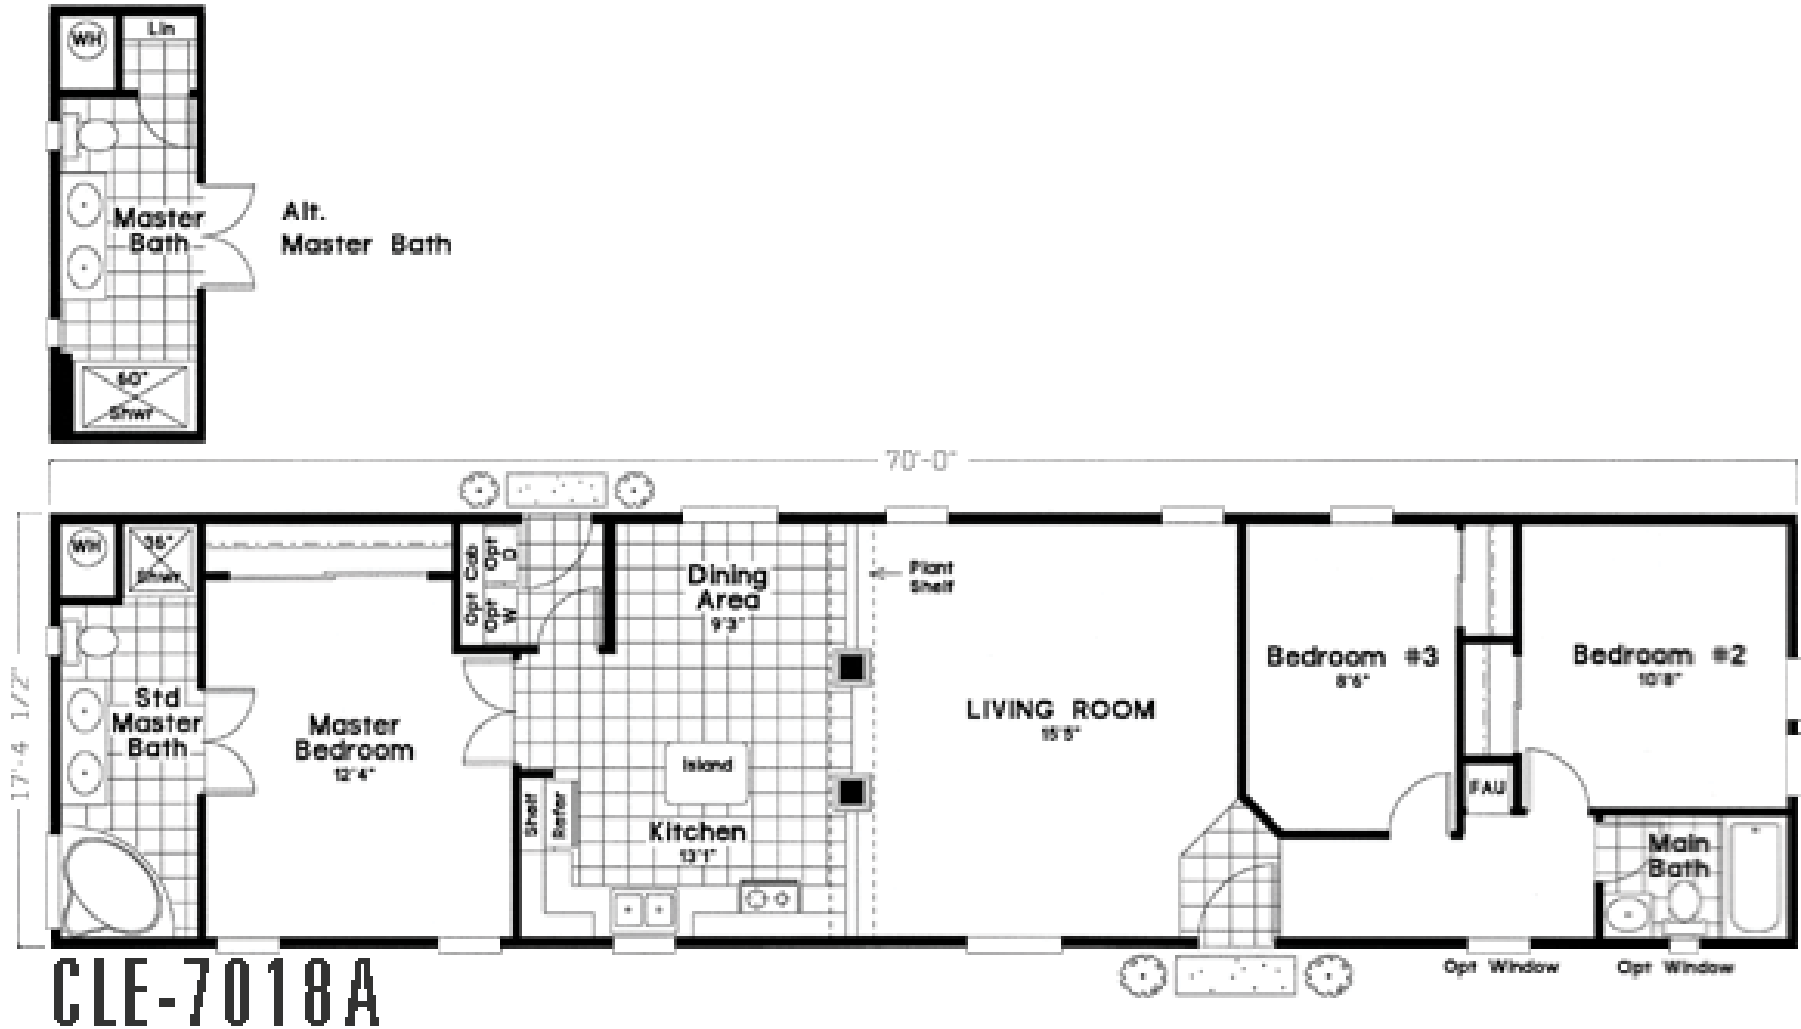 WH
Lin
Master
Bath
Alt.
Master Bath
60"
Shwr
70'-0"
17'-4 1/2"
WH
36"
Shwr
Opt Cab
Opt
D
Opt
W
Dining
Area
9'3"
Plant
Shelf
Std
Master
Bath
Master
Bedroom
12'4"
Island
Shelf
Refer
Kitchen
13'1"
LIVING ROOM
15'5"
Bedroom #3
8'6"
Bedroom #2
10'8"
FAU
Main
Bath
Opt Window
Opt Window
CLE-7018A